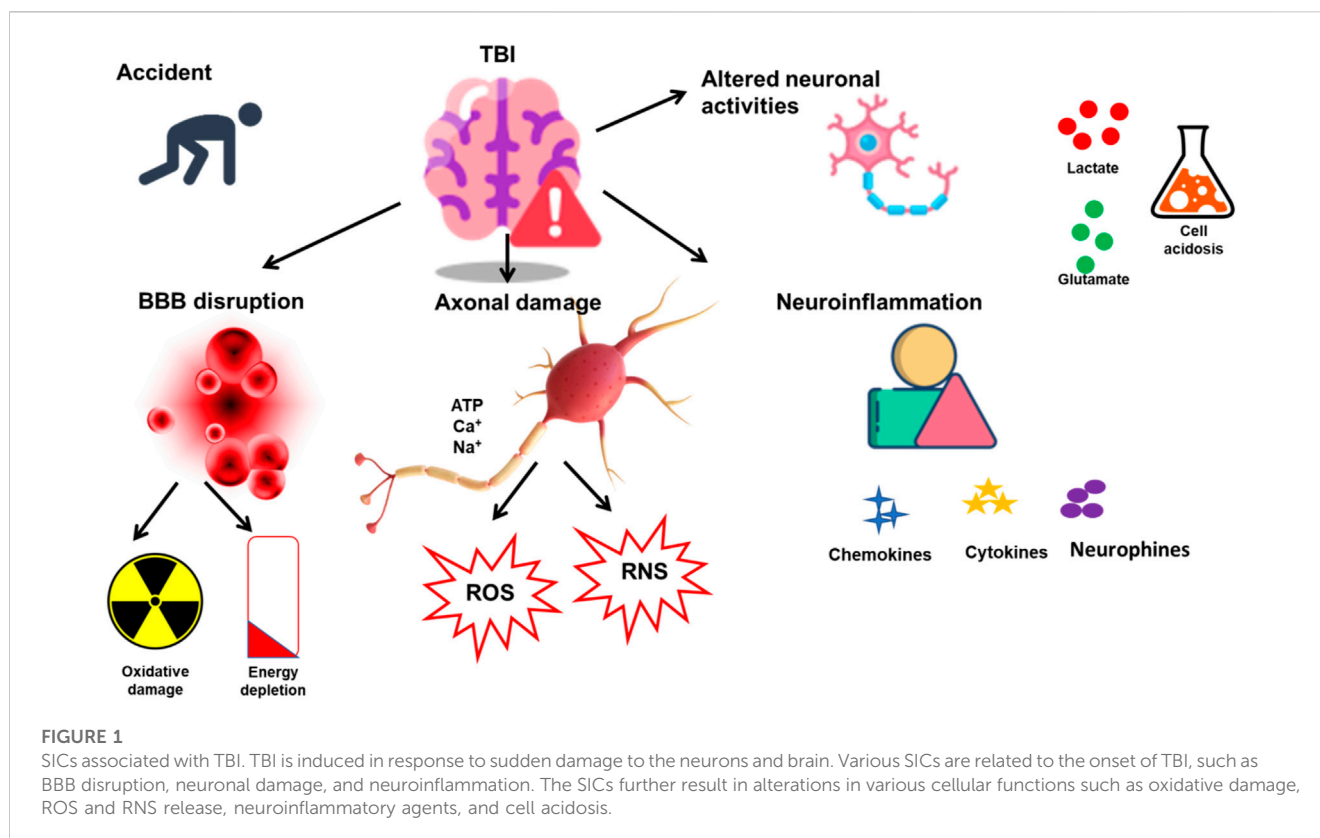 Accident
TBI
Altered neuronal
activities
Lactate
Glutamate
Cell
acidosis
BBB disruption
Axonal damage
Neuroinflammation
ATP
Ca⁺
Na⁺
ROS
RNS
Chemokines
Cytokines
Neurophines
Oxidative
damage
Energy
depletion
FIGURE 1
SICs associated with TBI. TBI is induced in response to sudden damage to the neurons and brain. Various SICs are related to the onset of TBI, such as
BBB disruption, neuronal damage, and neuroinflammation. The SICs further result in alterations in various cellular functions such as oxidative damage,
ROS and RNS release, neuroinflammatory agents, and cell acidosis.